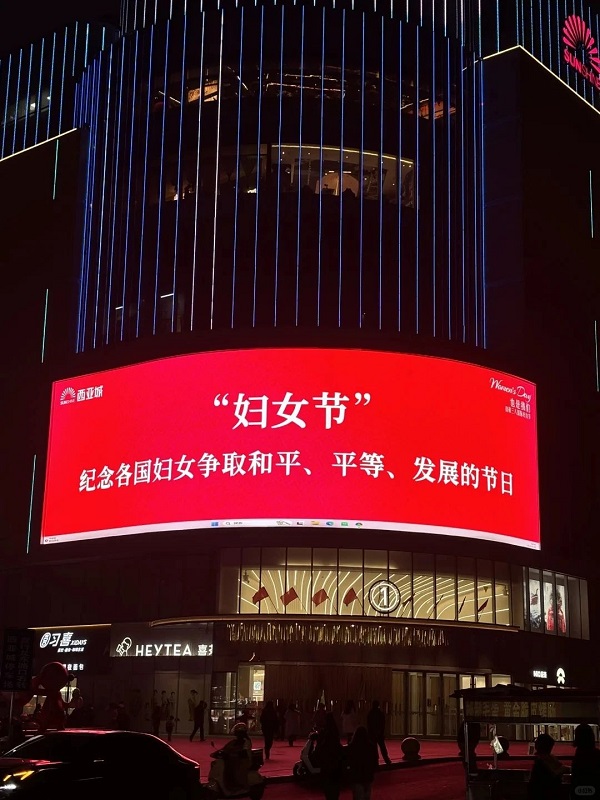 西亚城
Women's Day
“妇女节”
纪念各国妇女争取和平、平等、发展的节日
1
习喜
HEYTEA 喜